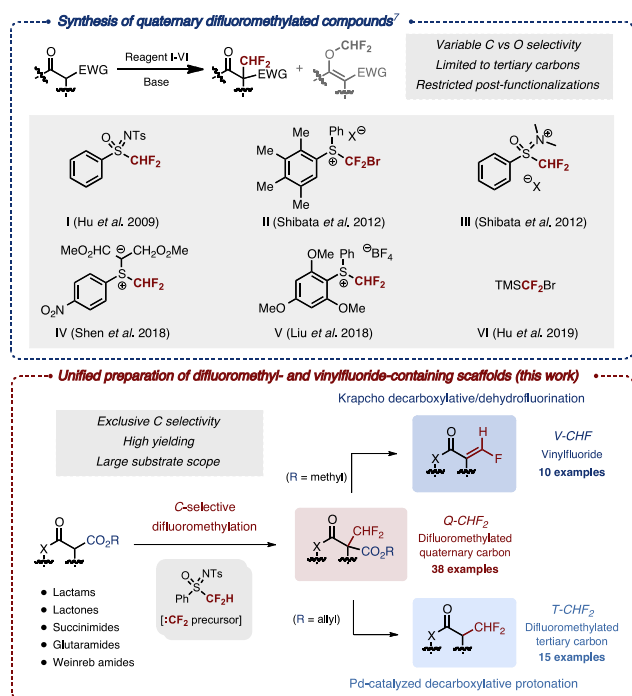 Synthesis of quaternary difluoromethylated compounds7
O
EWG
Reagent I-VI
Base
O
CHF2
EWG
+
O
CHF2
EWG
Variable C vs O selectivity
Limited to tertiary carbons
Restricted post-functionalizations
O
NTs
S
CHF2
I (Hu et al. 2009)
Me
Me
Me
Me
Ph
X⊖
S
⊕
CF2Br
II (Shibata et al. 2012)
O
N
⊕
S
CHF2
⊖X
III (Shibata et al. 2012)
MeO2CHC
⊖
CH2OMe
S
⊕
CHF2
O2N
IV (Shen et al. 2018)
OMe
MeO
OMe
Ph
⊖BF4
S
⊕
CHF2
V (Liu et al. 2018)
TMSCF2Br
VI (Hu et al. 2019)
Unified preparation of difluoromethyl- and vinylfluoride-containing scaffolds (this work)
Exclusive C selectivity
High yielding
Large substrate scope
Krapcho decarboxylative/dehydrofluorination
O
X
H
F
V-CHF
Vinylfluoride
10 examples
(R = methyl)
O
X
CO2R
C-selective
difluoromethylation
O
NTs
S
Ph
CF2H
[:CF2 precursor]
O
X
CHF2
CO2R
Q-CHF2
Difluoromethylated
quaternary carbon
38 examples
Lactams
Lactones
Succinimides
Glutaramides
Weinreb amides
(R = allyl)
O
X
CHF2
T-CHF2
Difluoromethylated
tertiary carbon
15 examples
Pd-catalyzed decarboxylative protonation